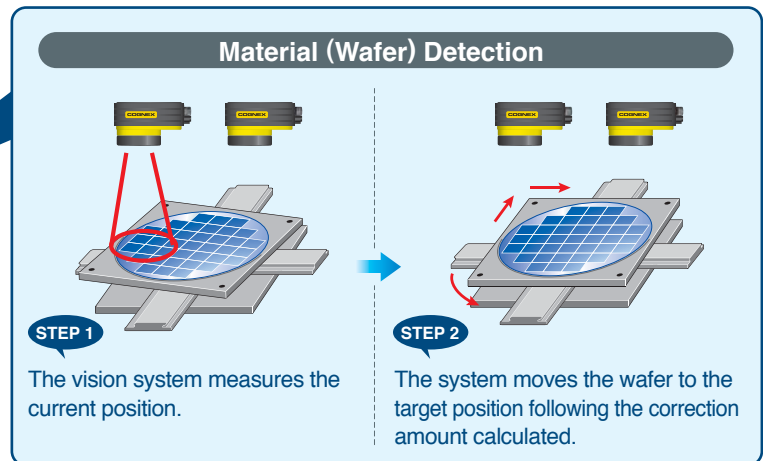 Material (Wafer) Detection
COGNEX
COGNEX
COGNEX
COGNEX
STEP 1
The vision system measures the
current position.
STEP 2
The system moves the wafer to the
target position following the correction
amount calculated.